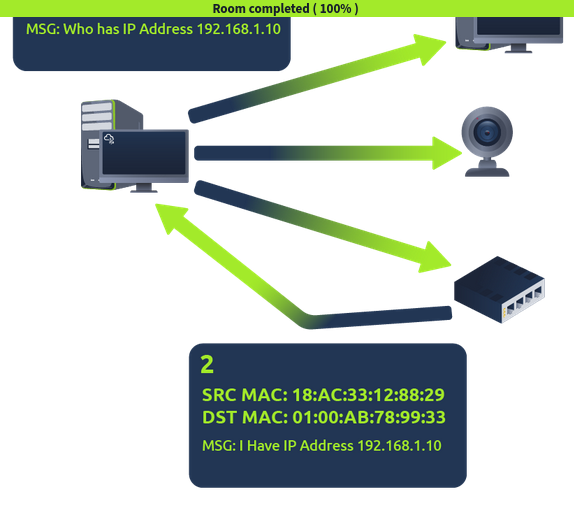 Room completed ( 100% )
MSG: Who has IP Address 192.168.1.10
2
SRC MAC: 18:AC:33:12:88:29
DST MAC: 01:00:AB:78:99:33
MSG: I Have IP Address 192.168.1.10